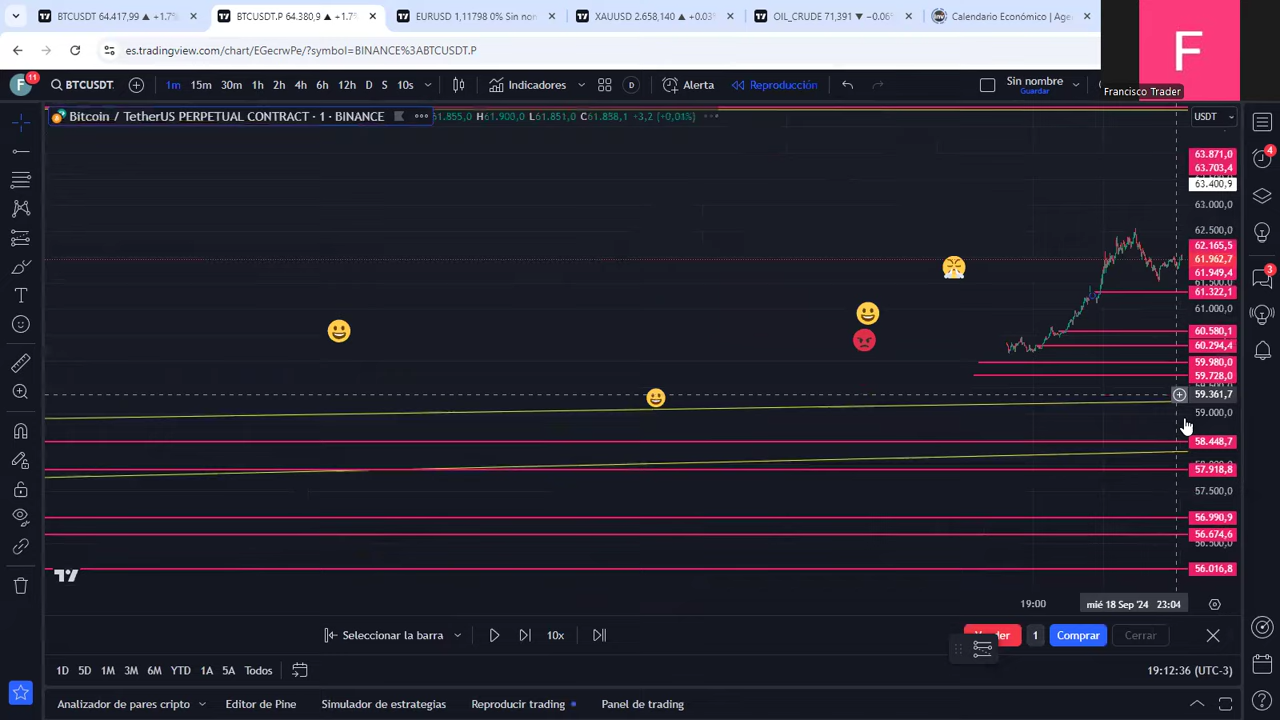 BTCUSDT 64.417,99 ▲ +1.7%
BTCUSDT.P 64.380,9 ▲ +1.7%
EURUSD 1,11798 0% Sin nom
XAUUSD 2.658,140 ▲ +0.03%
OIL_CRUDE 71,391 ▼ −0.06%
Calendario Económico | Age
es.tradingview.com/chart/EGecrwPe/?symbol=BINANCE%3ABTCUSDT.P
F
Francisco Trader
F
11
BTCUSDT.
1m 15m 30m 1h 2h 4h 6h 12h D S 10s
Indicadores
D
Alerta
Reproducción
Sin nombre
Guardar
Bitcoin / TetherUS PERPETUAL CONTRACT · 1 · BINANCE
61.855,0 H61.900,0 L61.851,0 C61.858,1 +3,2 (+0,01%)
USDT
63.871,0
63.703,4
63.400,9
63.000,0
62.500,0
62.165,5
61.962,7
61.949,4
61.322,1
61.000,0
60.580,1
60.294,4
59.980,0
59.728,0
59.361,7
59.000,0
58.448,7
57.918,8
57.500,0
56.990,9
56.674,6
56.016,8
4
3
19:00
mié 18 Sep '24 23:04
Seleccionar la barra
10x
1
Comprar
Cerrar
1D 5D 1M 3M 6M YTD 1A 5A Todos
19:12:36 (UTC-3)
Analizador de pares cripto
Editor de Pine
Simulador de estrategias
Reproducir trading
Panel de trading